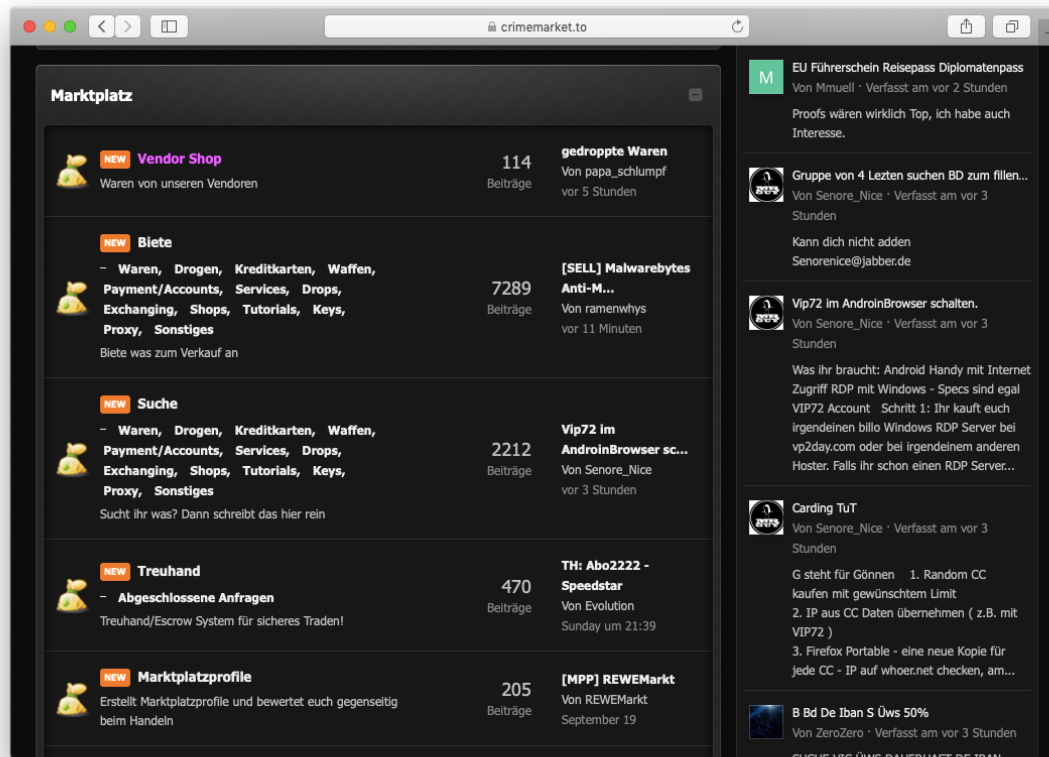 crimemarket.to
Marktplatz
NEW Vendor Shop
Waren von unseren Vendoren
114
Beiträge
gedroppte Waren
Von papa_schlumpf
vor 5 Stunden
NEW Biete
– Waren, Drogen, Kreditkarten, Waffen,
Payment/Accounts, Services, Drops,
Exchanging, Shops, Tutorials, Keys,
Proxy, Sonstiges
Biete was zum Verkauf an
7289
Beiträge
[SELL] Malwarebytes
Anti-M...
Von ramenwhys
vor 11 Minuten
NEW Suche
– Waren, Drogen, Kreditkarten, Waffen,
Payment/Accounts, Services, Drops,
Exchanging, Shops, Tutorials, Keys,
Proxy, Sonstiges
Sucht ihr was? Dann schreibt das hier rein
2212
Beiträge
Vip72 im
AndroinBrowser sc...
Von Senore_Nice
vor 3 Stunden
NEW Treuhand
– Abgeschlossene Anfragen
Treuhand/Escrow System für sicheres Traden!
470
Beiträge
TH: Abo2222 -
Speedstar
Von Evolution
Sunday um 21:39
NEW Marktplatzprofile
Erstellt Marktplatzprofile und bewertet euch gegenseitig
beim Handeln
205
Beiträge
[MPP] REWEMarkt
Von REWEMarkt
September 19
M
EU Führerschein Reisepass Diplomatenpass
Von Mmuell · Verfasst am vor 2 Stunden
Proofs wären wirklich Top, ich habe auch
Interesse.
Gruppe von 4 Lezten suchen BD zum fillen...
Von Senore_Nice · Verfasst am vor 3
Stunden
Kann dich nicht adden
Senorenice@jabber.de
Vip72 im AndroinBrowser schalten.
Von Senore_Nice · Verfasst am vor 3
Stunden
Was ihr braucht: Android Handy mit Internet
Zugriff RDP mit Windows - Specs sind egal
VIP72 Account Schritt 1: Ihr kauft euch
irgendeinen billo Windows RDP Server bei
vp2day.com oder bei irgendeinem anderen
Hoster. Falls ihr schon einen RDP Server...
Carding TuT
Von Senore_Nice · Verfasst am vor 3
Stunden
G steht für Gönnen 1. Random CC
kaufen mit gewünschtem Limit
2. IP aus CC Daten übernehmen ( z.B. mit
VIP72 )
3. Firefox Portable - eine neue Kopie für
jede CC - IP auf whoer.net checken, am...
B Bd De Iban S Üws 50%
Von ZeroZero · Verfasst am vor 3 Stunden